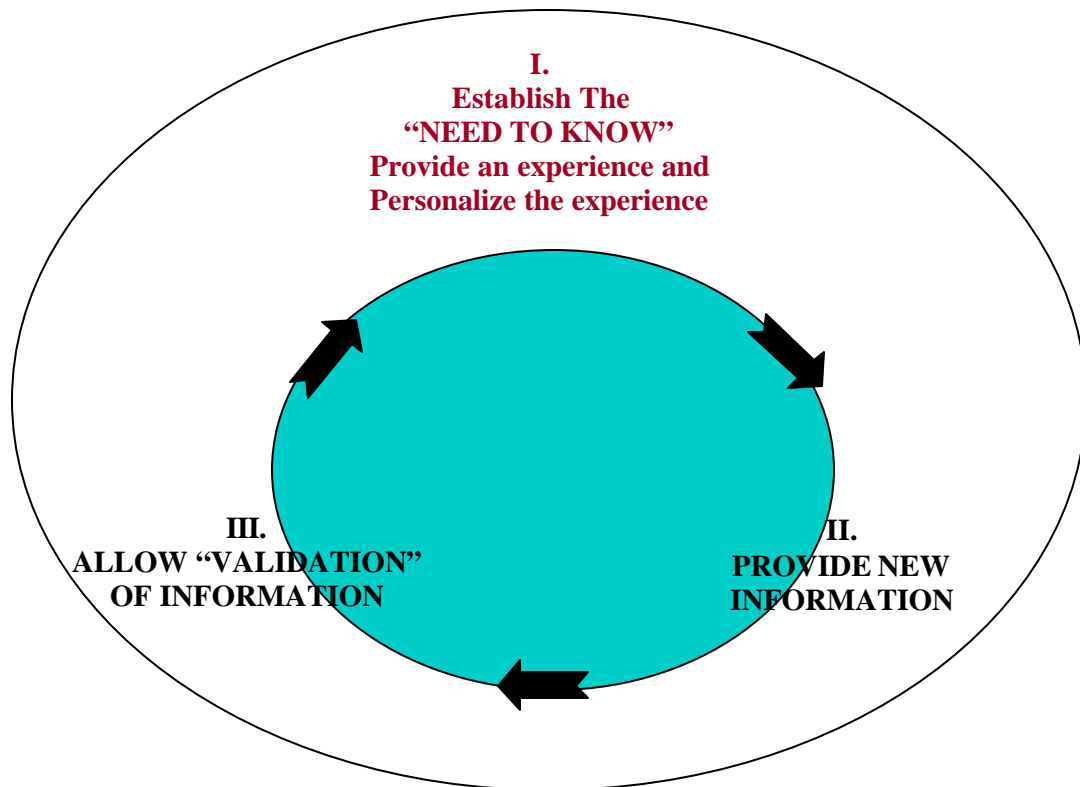 I.
Establish The
“NEED TO KNOW”
Provide an experience and
Personalize the experience
II.
PROVIDE NEW
INFORMATION
III.
ALLOW “VALIDATION”
OF INFORMATION